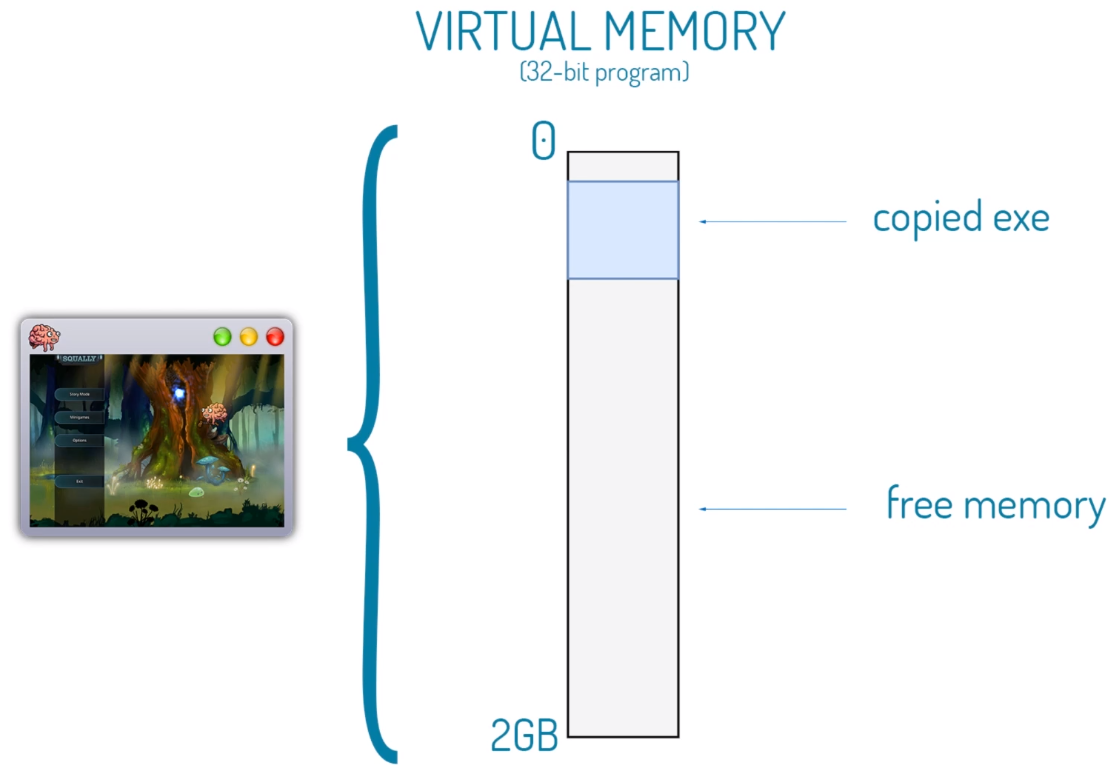 VIRTUAL MEMORY
(32-bit program)
0
copied exe
SQUALLY
Story Mode
Minigames
Options
Exit
free memory
2GB